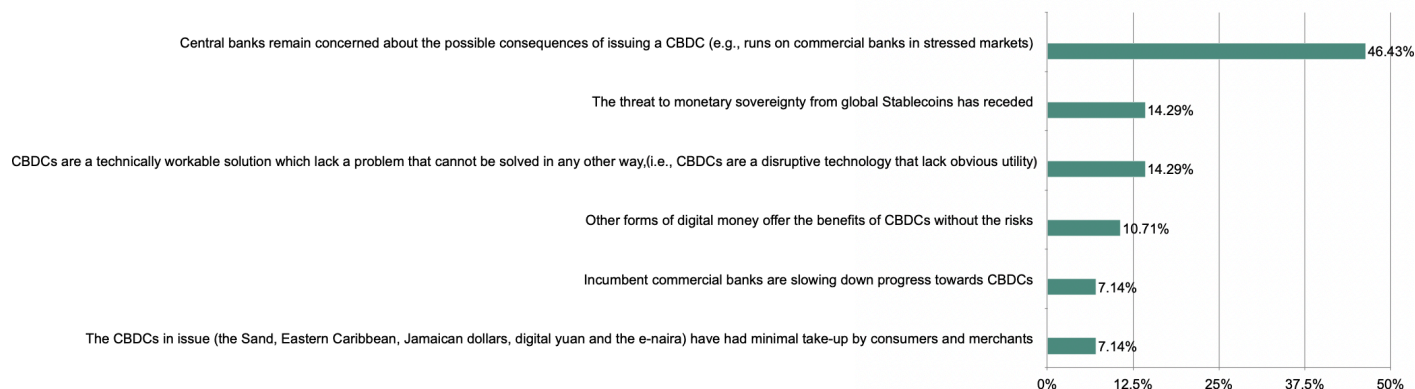 Central banks remain concerned about the possible consequences of issuing a CBDC (e.g., runs on commercial banks in stressed markets)
46.43%
The threat to monetary sovereignty from global Stablecoins has receded
14.29%
CBDCs are a technically workable solution which lack a problem that cannot be solved in any other way,(i.e., CBDCs are a disruptive technology that lack obvious utility)
14.29%
Other forms of digital money offer the benefits of CBDCs without the risks
10.71%
Incumbent commercial banks are slowing down progress towards CBDCs
7.14%
The CBDCs in issue (the Sand, Eastern Caribbean, Jamaican dollars, digital yuan and the e-naira) have had minimal take-up by consumers and merchants
7.14%
0% 12.5% 25% 37.5% 50%